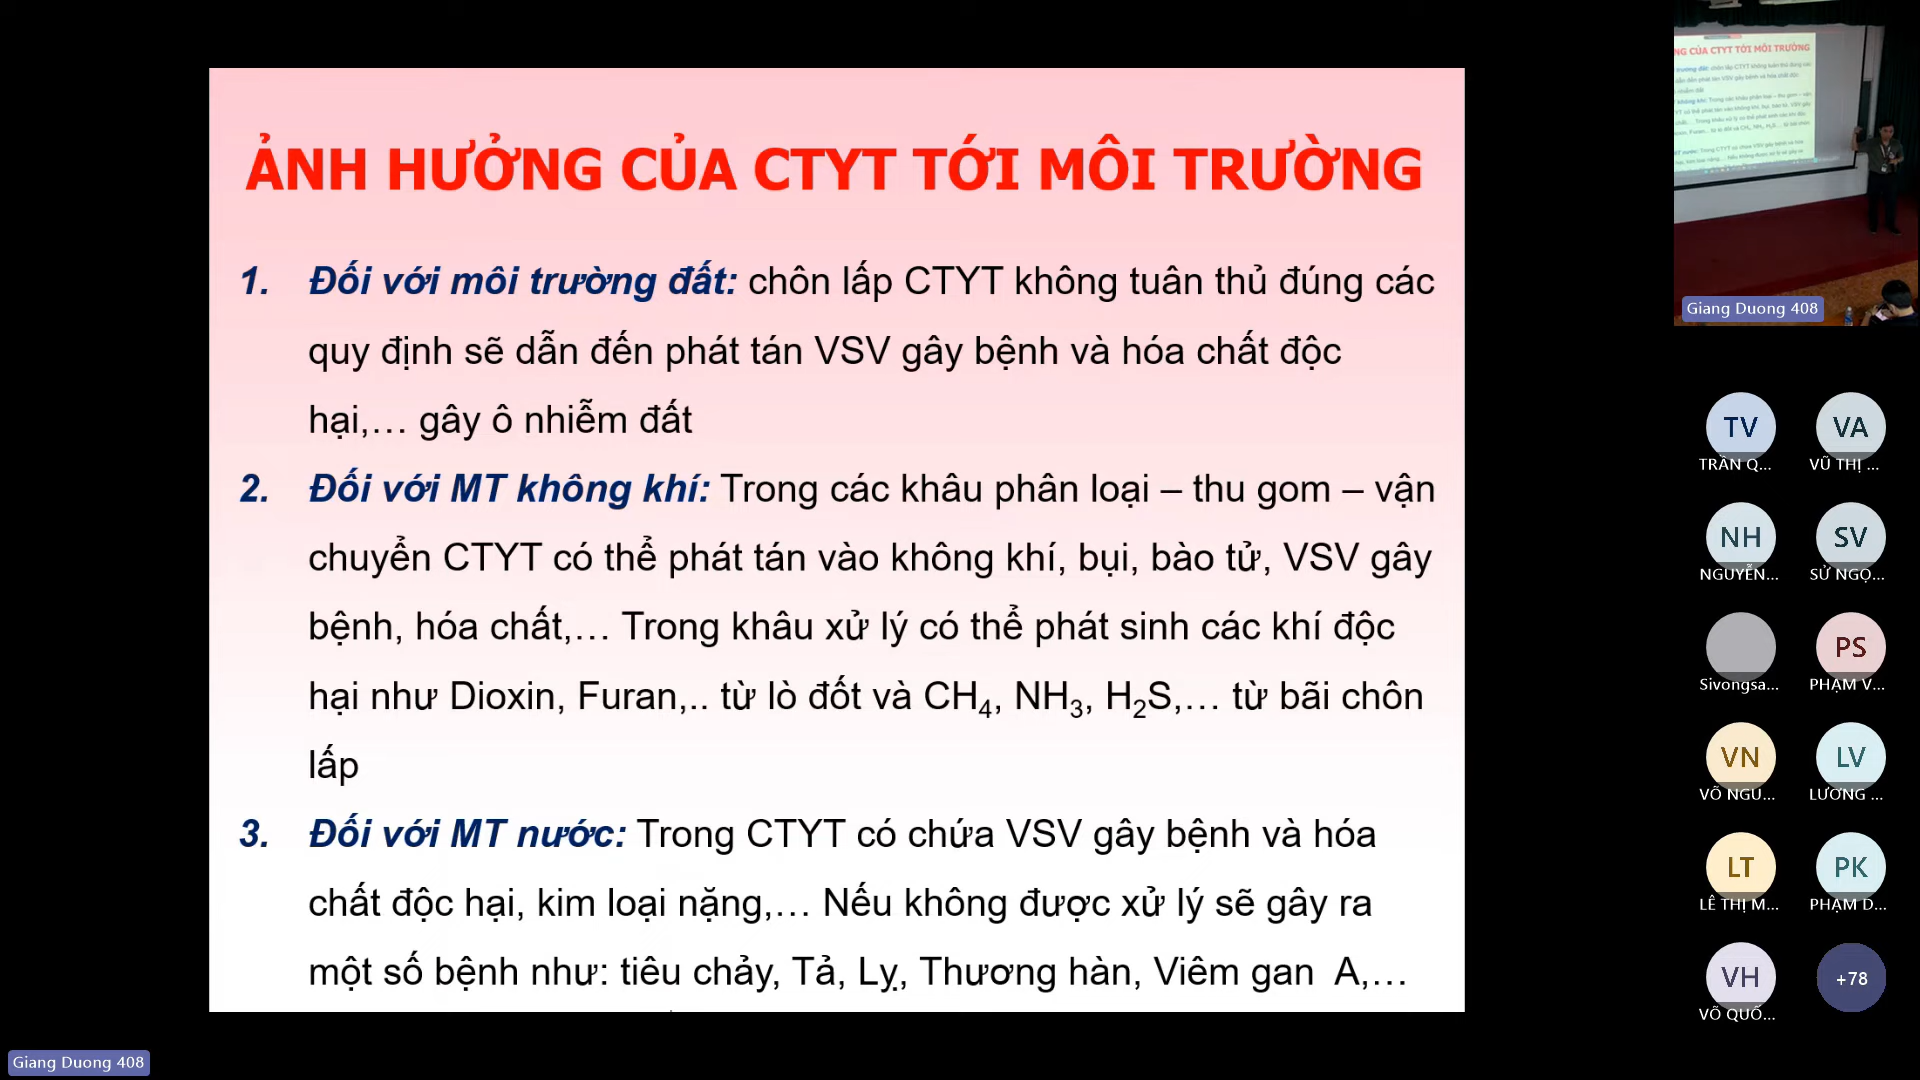 ẢNH HƯỞNG CỦA CTYT TỚI MÔI TRƯỜNG
1. Đối với môi trường đất: chôn lấp CTYT không tuân thủ đúng các
quy định sẽ dẫn đến phát tán VSV gây bệnh và hóa chất độc
hại,... gây ô nhiễm đất
2. Đối với MT không khí: Trong các khâu phân loại – thu gom – vận
chuyển CTYT có thể phát tán vào không khí, bụi, bào tử, VSV gây
bệnh, hóa chất,... Trong khâu xử lý có thể phát sinh các khí độc
hại như Dioxin, Furan,.. từ lò đốt và CH₄, NH₃, H₂S,... từ bãi chôn
lấp
3. Đối với MT nước: Trong CTYT có chứa VSV gây bệnh và hóa
chất độc hại, kim loại nặng,... Nếu không được xử lý sẽ gây ra
một số bệnh như: tiêu chảy, Tả, Lỵ, Thương hàn, Viêm gan A,...
NG CỦA CTYT TỚI MÔI TRƯỜNG
Giang Duong 408
TV
TRẦN Q...
VA
VŨ THỊ ...
NH
NGUYỄN...
SV
SỬ NGỌ...
Sivongsa...
PS
PHẠM V...
VN
VÕ NGU...
LV
LƯƠNG ...
LT
LÊ THỊ M...
PK
PHẠM D...
VH
VÕ QUỐ...
+78
Giang Duong 408